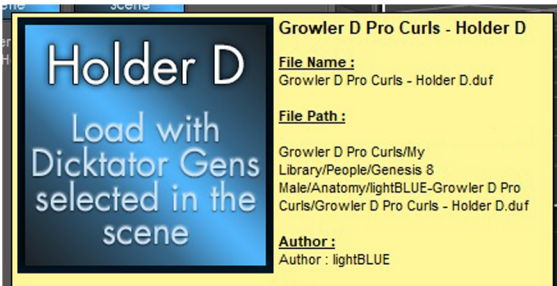 ene
scene
Growler D Pro Curls - Holder D
Holder D
Load with
Dicktator Gens
selected in the
scene
File Name :
Growler D Pro Curls - Holder D.duf
File Path :
Growler D Pro Curls/My
Library/People/Genesis 8
Male/Anatomy/lightBLUE-Growler D Pro
Curls/Growler D Pro Curls - Holder D.duf
Author :
Author : lightBLUE